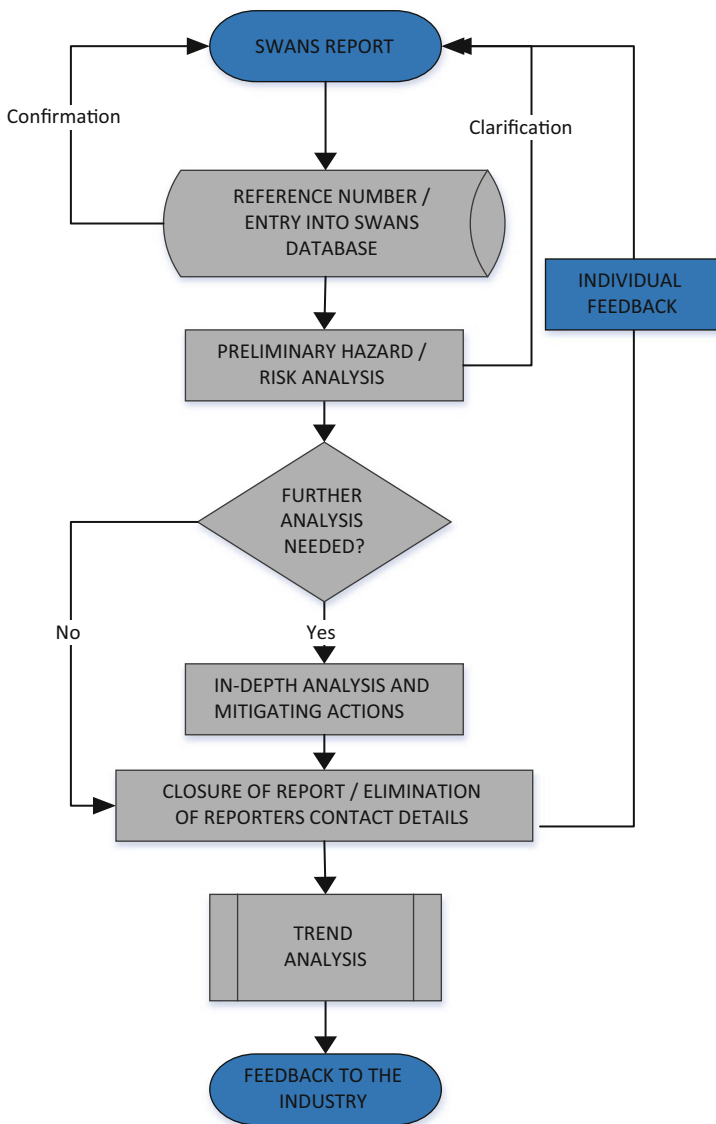 SWANS REPORT
Confirmation
Clarification
REFERENCE NUMBER /
ENTRY INTO SWANS
DATABASE
INDIVIDUAL
FEEDBACK
PRELIMINARY HAZARD /
RISK ANALYSIS
FURTHER
ANALYSIS
NEEDED?
No
Yes
IN-DEPTH ANALYSIS AND
MITIGATING ACTIONS
CLOSURE OF REPORT / ELIMINATION
OF REPORTERS CONTACT DETAILS
TREND
ANALYSIS
FEEDBACK TO THE
INDUSTRY